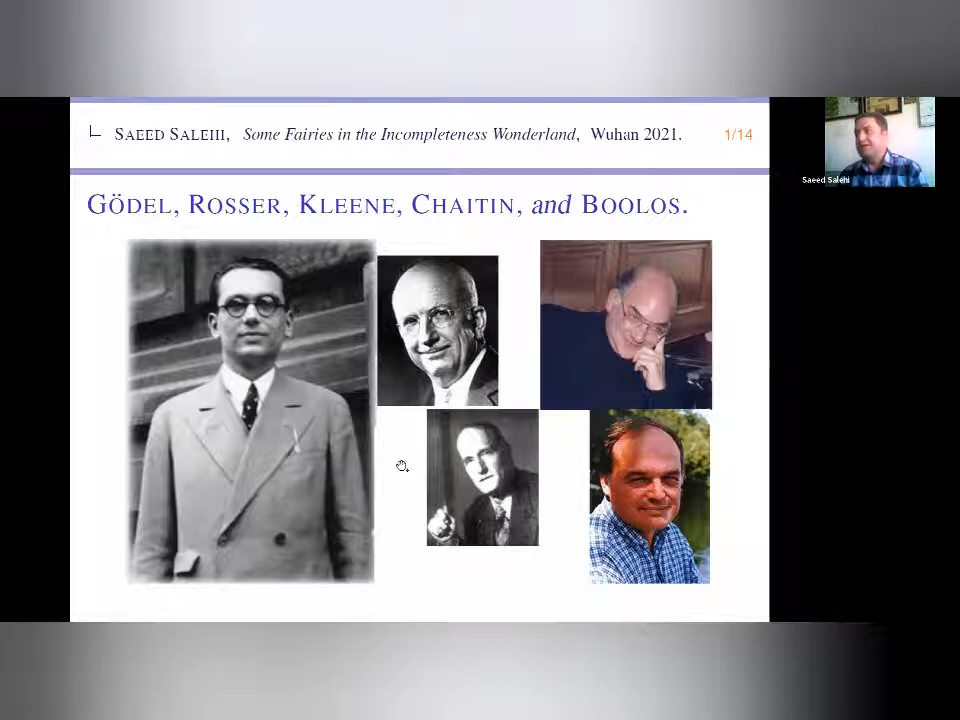 SAEED SALEHI, Some Fairies in the Incompleteness Wonderland, Wuhan 2021. 1/14
GÖDEL, ROSSER, KLEENE, CHAITIN, and BOOLOS.
Saeed Salehi